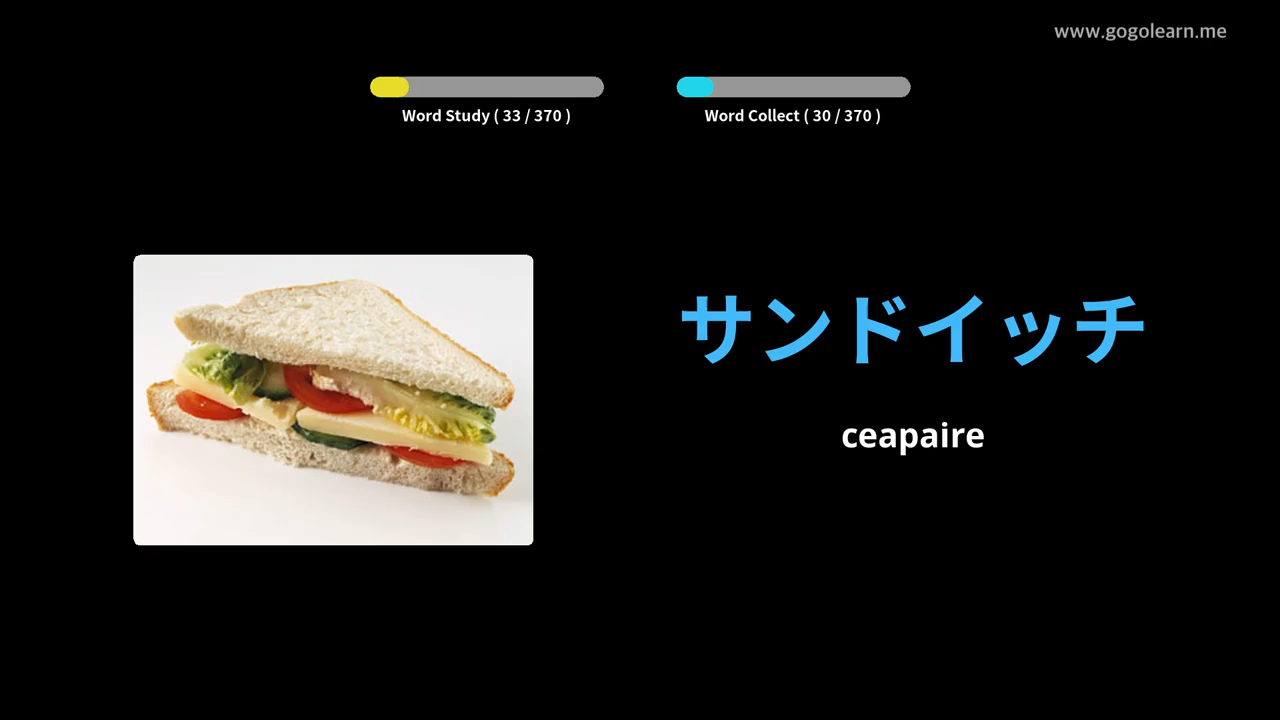 www.gogolearn.me
Word Study ( 33 / 370 )
Word Collect ( 30 / 370 )
サンドイッチ
ceapaire